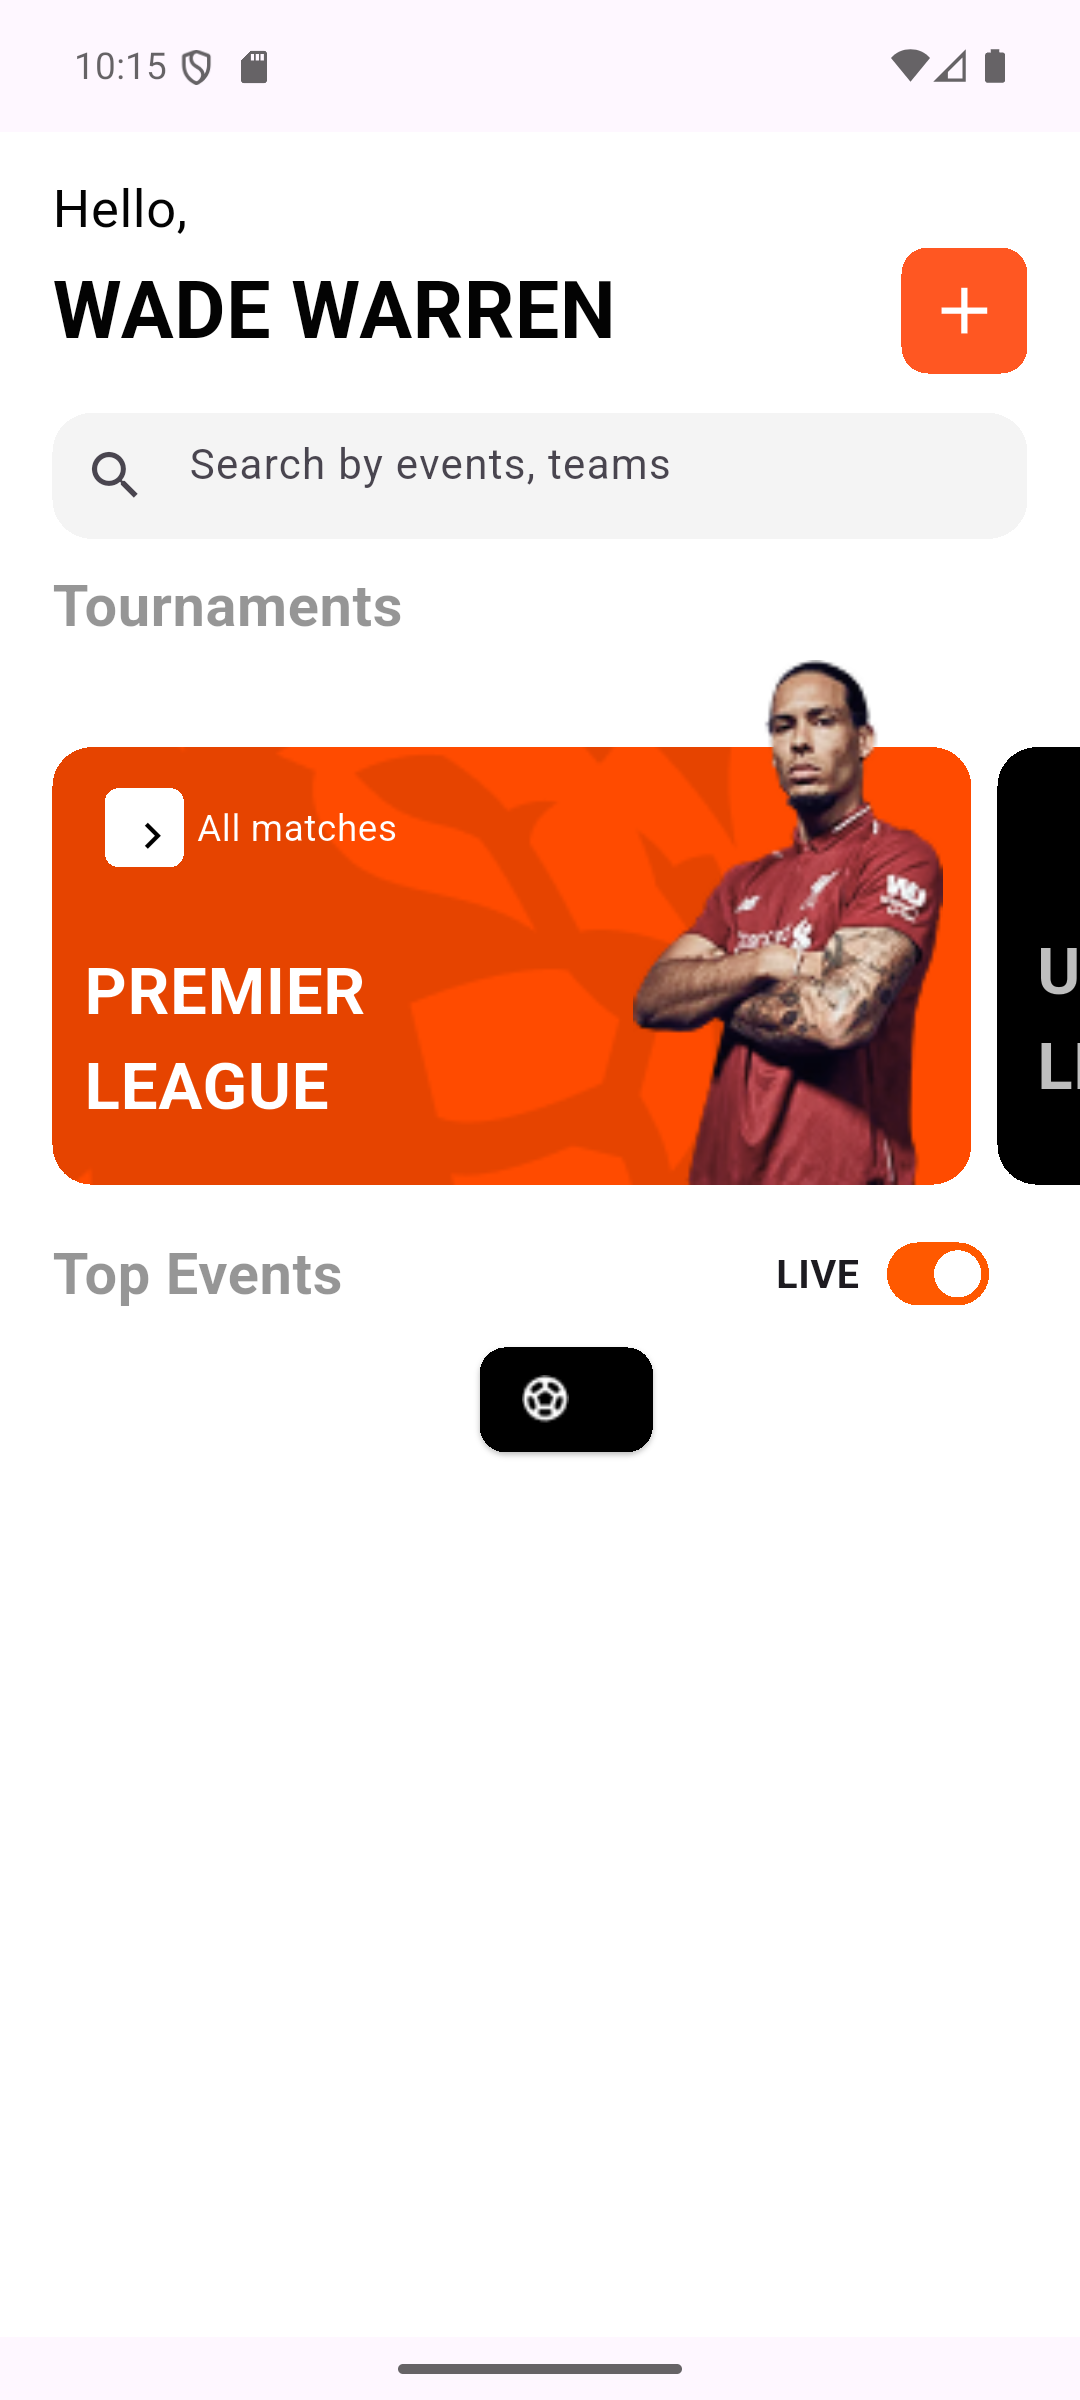 10:15
Hello,
WADE WARREN
Search by events, teams
Tournaments
All matches
PREMIER
LEAGUE
U
L
Top Events
LIVE